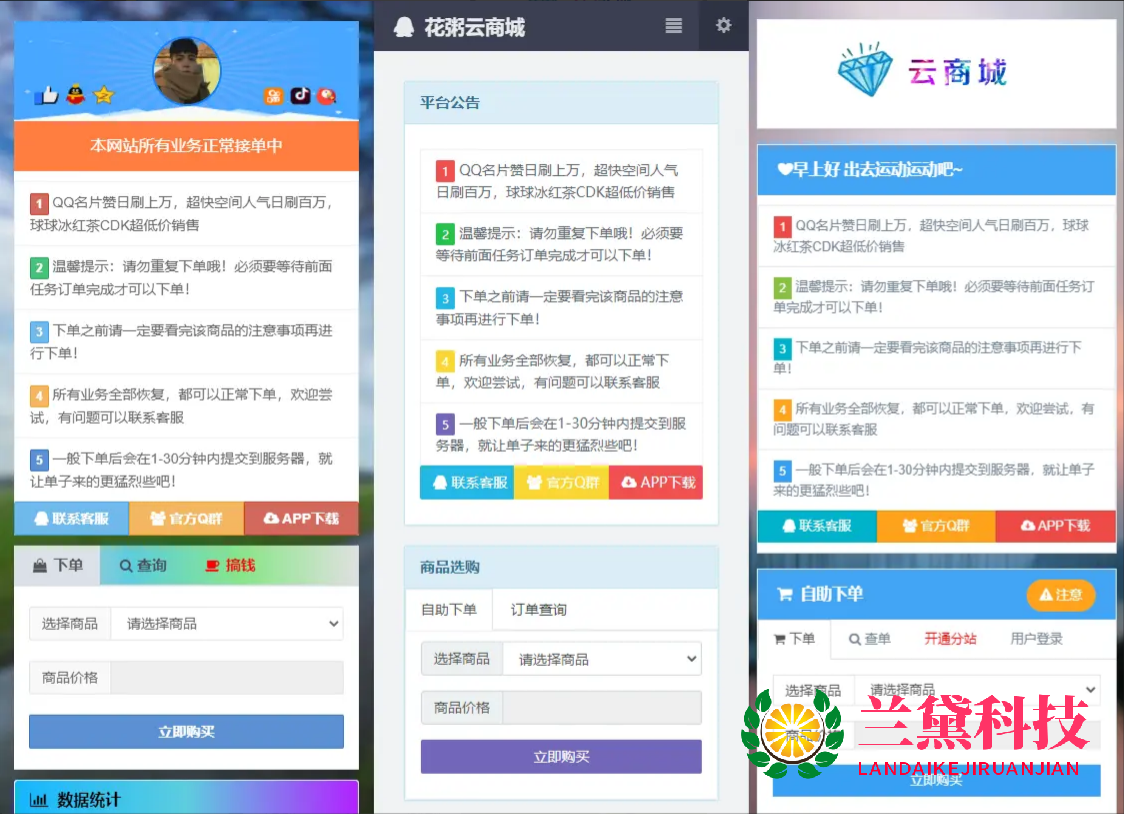 本网站所有业务正常接单中
1 QQ名片赞日刷上万，超快空间人气日刷百万，
球球冰红茶CDK超低价销售
2 温馨提示：请勿重复下单哦！必须要等待前面
任务订单完成才可以下单！
3 下单之前请一定要看完该商品的注意事项再进
行下单！
4 所有业务全部恢复，都可以正常下单，欢迎尝
试，有问题可以联系客服
5 一般下单后会在1-30分钟内提交到服务器，就
让单子来的更猛烈些吧！
联系客服 官方Q群 APP下载
下单 查询 搞钱
选择商品 请选择商品
商品价格
立即购买
数据统计
花粥云商城
平台公告
1 QQ名片赞日刷上万，超快空间人气
日刷百万，球球冰红茶CDK超低价销售
2 温馨提示：请勿重复下单哦！必须要
等待前面任务订单完成才可以下单！
3 下单之前请一定要看完该商品的注意
事项再进行下单！
4 所有业务全部恢复，都可以正常下
单，欢迎尝试，有问题可以联系客服
5 一般下单后会在1-30分钟内提交到服
务器，就让单子来的更猛烈些吧！
联系客服 官方Q群 APP下载
商品选购
自助下单 订单查询
选择商品 请选择商品
商品价格
立即购买
云商城
早上好 出去运动运动吧~
1 QQ名片赞日刷上万，超快空间人气日刷百万，球球
冰红茶CDK超低价销售
2 温馨提示：请勿重复下单哦！必须要等待前面任务订
单完成才可以下单！
3 下单之前请一定要看完该商品的注意事项再进行下
单！
4 所有业务全部恢复，都可以正常下单，欢迎尝试，有
问题可以联系客服
5 一般下单后会在1-30分钟内提交到服务器，就让单子
来的更猛烈些吧！
联系客服 官方Q群 APP下载
自助下单 注意
下单 查单 开通分站 用户登录
选择商品 请选择商品
商品价格
立即购买
兰黛科技
LANDAIKEJIRUANJIAN